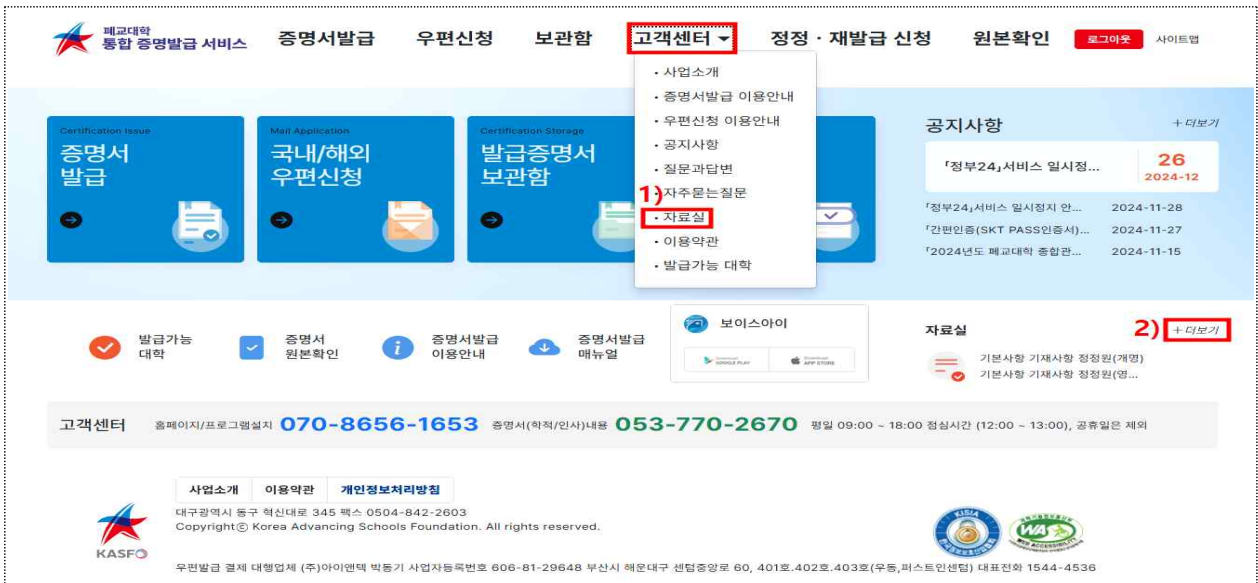 폐교대학
통합 증명발급 서비스
증명서발급 우편신청 보관함 고객센터 정정 · 재발급 신청 원본확인 로그아웃 사이트맵
• 사업소개
• 증명서발급 이용안내
• 우편신청 이용안내
• 공지사항
• 질문과답변
• 자주묻는질문
1)
• 자료실
• 이용약관
• 발급가능 대학
Certification Issue
증명서
발급
Mail Application
국내/해외
우편신청
Certification Storage
발급증명서
보관함
공지사항 +더보기
「정부24」서비스 일시정... 26
2024-12
「정부24」서비스 일시정지 안... 2024-11-28
「간편인증(SKT PASS인증서)... 2024-11-27
「2024년도 폐교대학 종합관... 2024-11-15
발급가능
대학
증명서
원본확인
증명서발급
이용안내
증명서발급
매뉴얼
보이스아이
Download
GOOGLE PLAY
Download
APP STORE
자료실 2) +더보기
기본사항 기재사항 정정원(개명)
기본사항 기재사항 정정원(영...
고객센터 홈페이지/프로그램설치 070-8656-1653 증명서(학적/인사)내용 053-770-2670 평일 09:00 ~ 18:00 점심시간 (12:00 ~ 13:00), 공휴일은 제외
사업소개 이용약관 개인정보처리방침
대구광역시 동구 혁신대로 345 팩스 0504-842-2603
Copyrightⓒ Korea Advancing Schools Foundation. All rights reserved.
KASFO
KISIA
WA
WEB ACCESSIBILITY
우편발급 결제 대행업체 (주)아이앤텍 박동기 사업자등록번호 606-81-29648 부산시 해운대구 센텀중앙로 60, 401호.402호.403호(우동,퍼스트인센텀) 대표전화 1544-4536